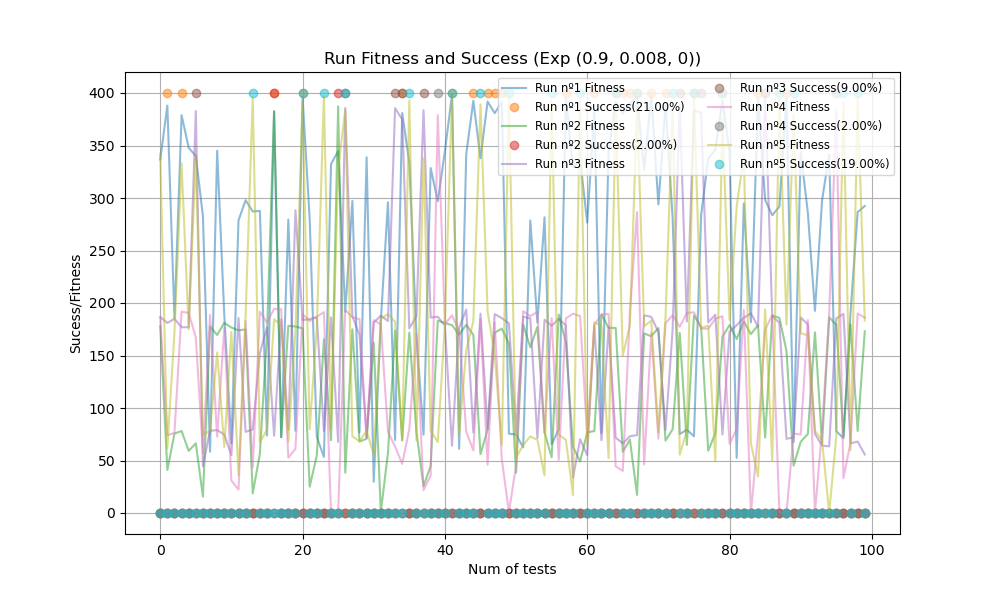 Run Fitness and Success (Exp (0.9, 0.008, 0))
Success/Fitness
400
350
300
250
200
150
100
50
0
Run nº1 Fitness
Run nº1 Success(21.00%)
Run nº2 Fitness
Run nº2 Success(2.00%)
Run nº3 Fitness
Run nº3 Success(9.00%)
Run nº4 Fitness
Run nº4 Success(2.00%)
Run nº5 Fitness
Run nº5 Success(19.00%)
0 20 40 60 80 100
Num of tests